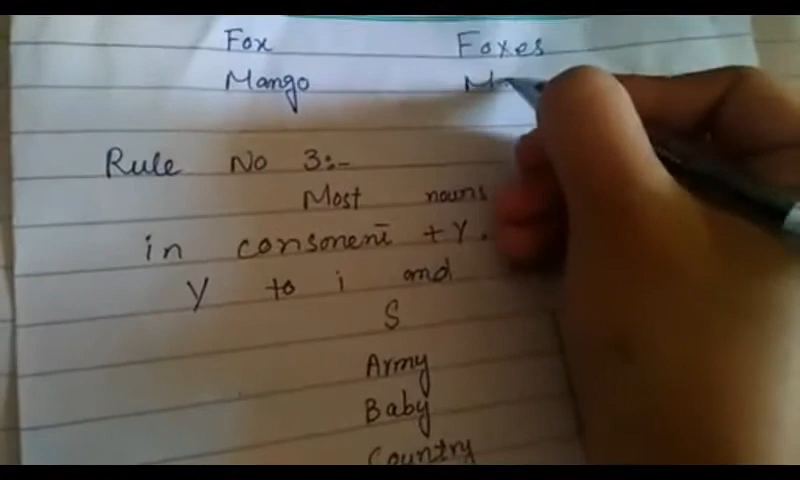 Fox Foxes
Mango
Rule No 3:-
Most nouns
in consonent + Y.
Y to i and
S
Army
Baby
Country